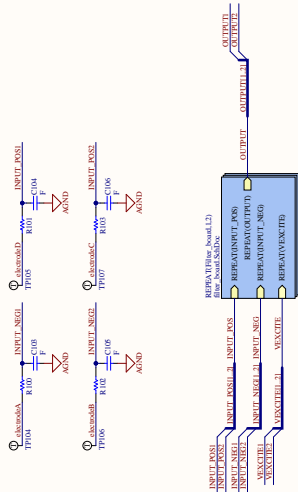 TP104
electrodeA
R100
INPUT_NEG1
C103
F
AGND
TP105
electrodeD
R101
INPUT_POS1
C104
F
AGND
TP106
electrodeB
R102
INPUT_NEG2
C105
F
AGND
TP107
electrodeC
R103
INPUT_POS2
C106
F
AGND
INPUT_POS1
INPUT_POS2
INPUT_POS[1..2]
INPUT_POS
INPUT_NEG1
INPUT_NEG2
INPUT_NEG[1..2]
INPUT_NEG
VEXCITE1
VEXCITE2
VEXCITE[1..2]
VEXCITE
REPEAT(Filter_board,1,2)
filter_board.SchDoc
REPEAT(INPUT_POS)
REPEAT(OUTPUT)
REPEAT(INPUT_NEG)
REPEAT(VEXCITE)
OUTPUT
OUTPUT[1..2]
OUTPUT1
OUTPUT2